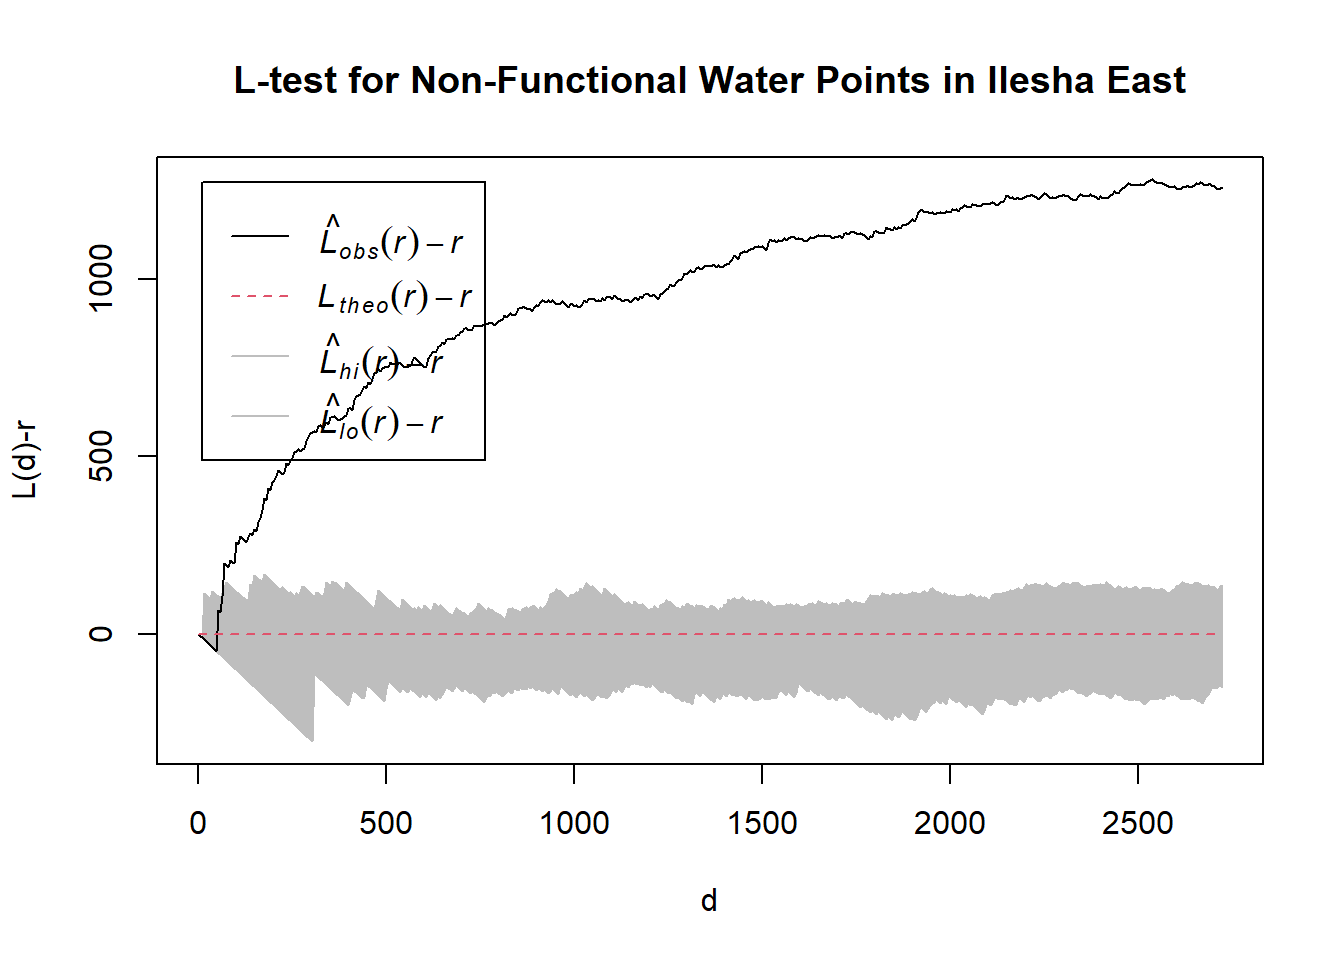 L-test for Non-Functional Water Points in Ilesha East
L̂obs(r) – r
Ltheo(r) – r
L̂hi(r) – r
L̂lo(r) – r
L(d)-r
1000
500
0
0 500 1000 1500 2000 2500
d